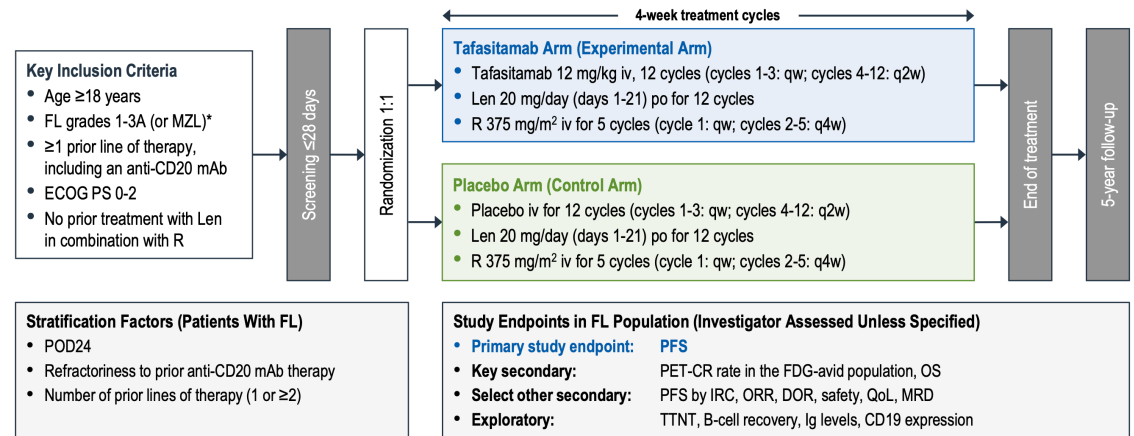 4-week treatment cycles
Key Inclusion Criteria
• Age ≥18 years
• FL grades 1-3A (or MZL)*
• ≥1 prior line of therapy,
including an anti-CD20 mAb
• ECOG PS 0-2
• No prior treatment with Len
in combination with R
Screening ≤28 days
Randomization 1:1
Tafasitamab Arm (Experimental Arm)
• Tafasitamab 12 mg/kg iv, 12 cycles (cycles 1-3: qw; cycles 4-12: q2w)
• Len 20 mg/day (days 1-21) po for 12 cycles
• R 375 mg/m² iv for 5 cycles (cycle 1: qw; cycles 2-5: q4w)
Placebo Arm (Control Arm)
• Placebo iv for 12 cycles (cycles 1-3: qw; cycles 4-12: q2w)
• Len 20 mg/day (days 1-21) po for 12 cycles
• R 375 mg/m² iv for 5 cycles (cycle 1: qw; cycles 2-5: q4w)
End of treatment
5-year follow-up
Stratification Factors (Patients With FL)
• POD24
• Refractoriness to prior anti-CD20 mAb therapy
• Number of prior lines of therapy (1 or ≥2)
Study Endpoints in FL Population (Investigator Assessed Unless Specified)
• Primary study endpoint: PFS
• Key secondary: PET-CR rate in the FDG-avid population, OS
• Select other secondary: PFS by IRC, ORR, DOR, safety, QoL, MRD
• Exploratory: TTNT, B-cell recovery, Ig levels, CD19 expression